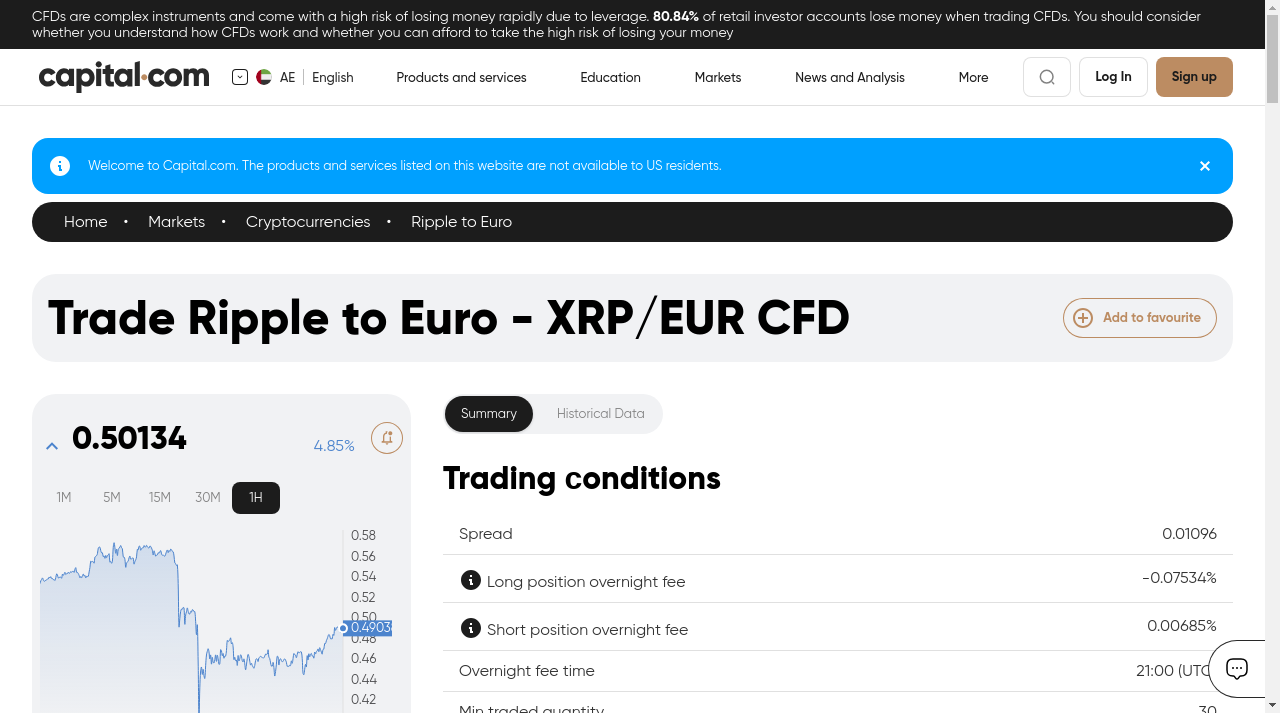 CFDs are complex instruments and come with a high risk of losing money rapidly due to leverage. 80.84% of retail investor accounts lose money when trading CFDs. You should consider
whether you understand how CFDs work and whether you can afford to take the high risk of losing your money
capital.com
AE
English
Products and services
Education
Markets
News and Analysis
More
Log In
Sign up
Welcome to Capital.com. The products and services listed on this website are not available to US residents.
Home • Markets • Cryptocurrencies • Ripple to Euro
Trade Ripple to Euro - XRP/EUR CFD
Add to favourite
0.50134
4.85%
1M 5M 15M 30M 1H
0.58
0.56
0.54
0.52
0.50
0.4903
0.48
0.46
0.44
0.42
Summary
Historical Data
Trading conditions
Spread 0.01096
Long position overnight fee -0.07534%
Short position overnight fee 0.00685%
Overnight fee time 21:00 (UTC
Min traded quantity 30